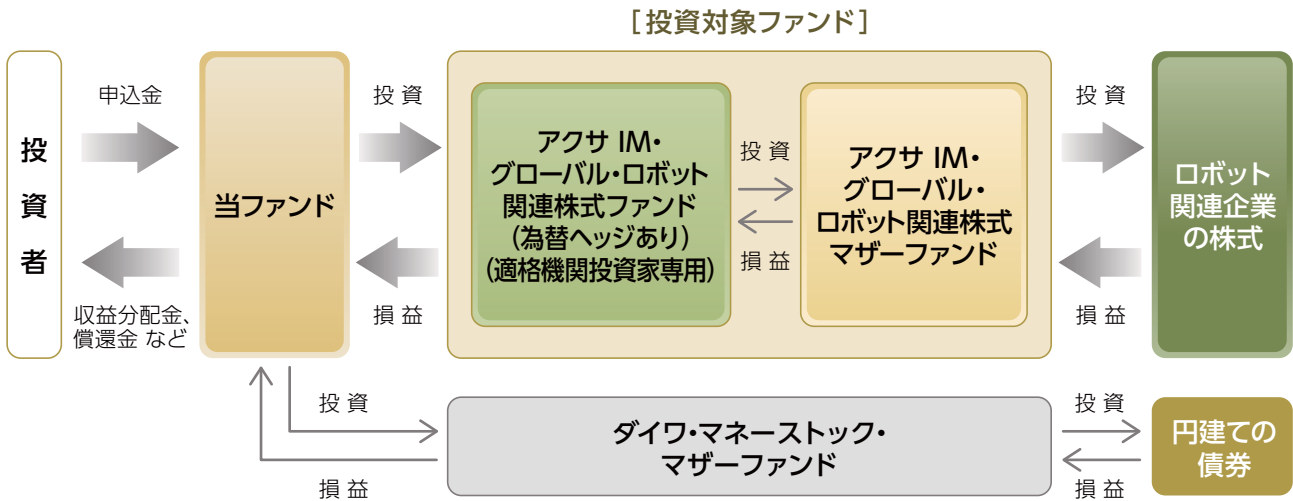 ［投資対象ファンド］
投資者
申込金
収益分配金、
償還金 など
当ファンド
投 資
損 益
アクサ IM・
グローバル・ロボット
関連株式ファンド
（為替ヘッジあり）
（適格機関投資家専用）
投 資
損 益
アクサ IM・
グローバル・
ロボット関連株式
マザーファンド
投 資
損 益
ロボット
関連企業
の株式
投 資
損 益
ダイワ・マネーストック・
マザーファンド
投 資
損 益
円建ての
債券